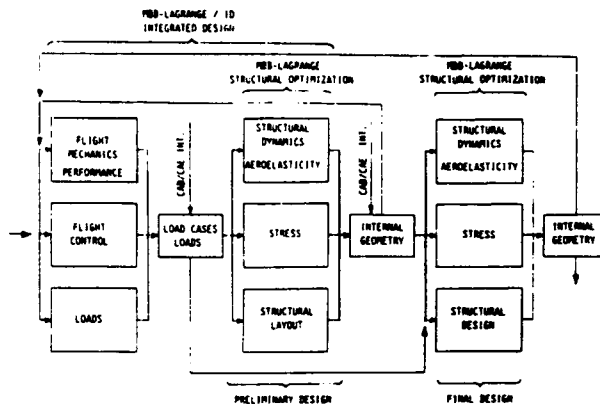 MBB-LAGRANGE / ID
INTEGRATED DESIGN
MBB-LAGRANGE
STRUCTURAL OPTIMIZATION
MBB-LAGRANGE
STRUCTURAL OPTIMIZATION
FLIGHT
MECHANICS
PERFORMANCE
CAB/CAE INT.
STRUCTURAL
DYNAMICS
AEROELASTICITY
CAB/CAE INT.
STRUCTURAL
DYNAMICS
AEROELASTICITY
FLIGHT
CONTROL
LOAD CASES
LOADS
STRESS
INTERNAL
GEOMETRY
STRESS
INTERNAL
GEOMETRY
LOADS
STRUCTURAL
LAYOUT
STRUCTURAL
DESIGN
PRELIMINARY DESIGN
FINAL DESIGN